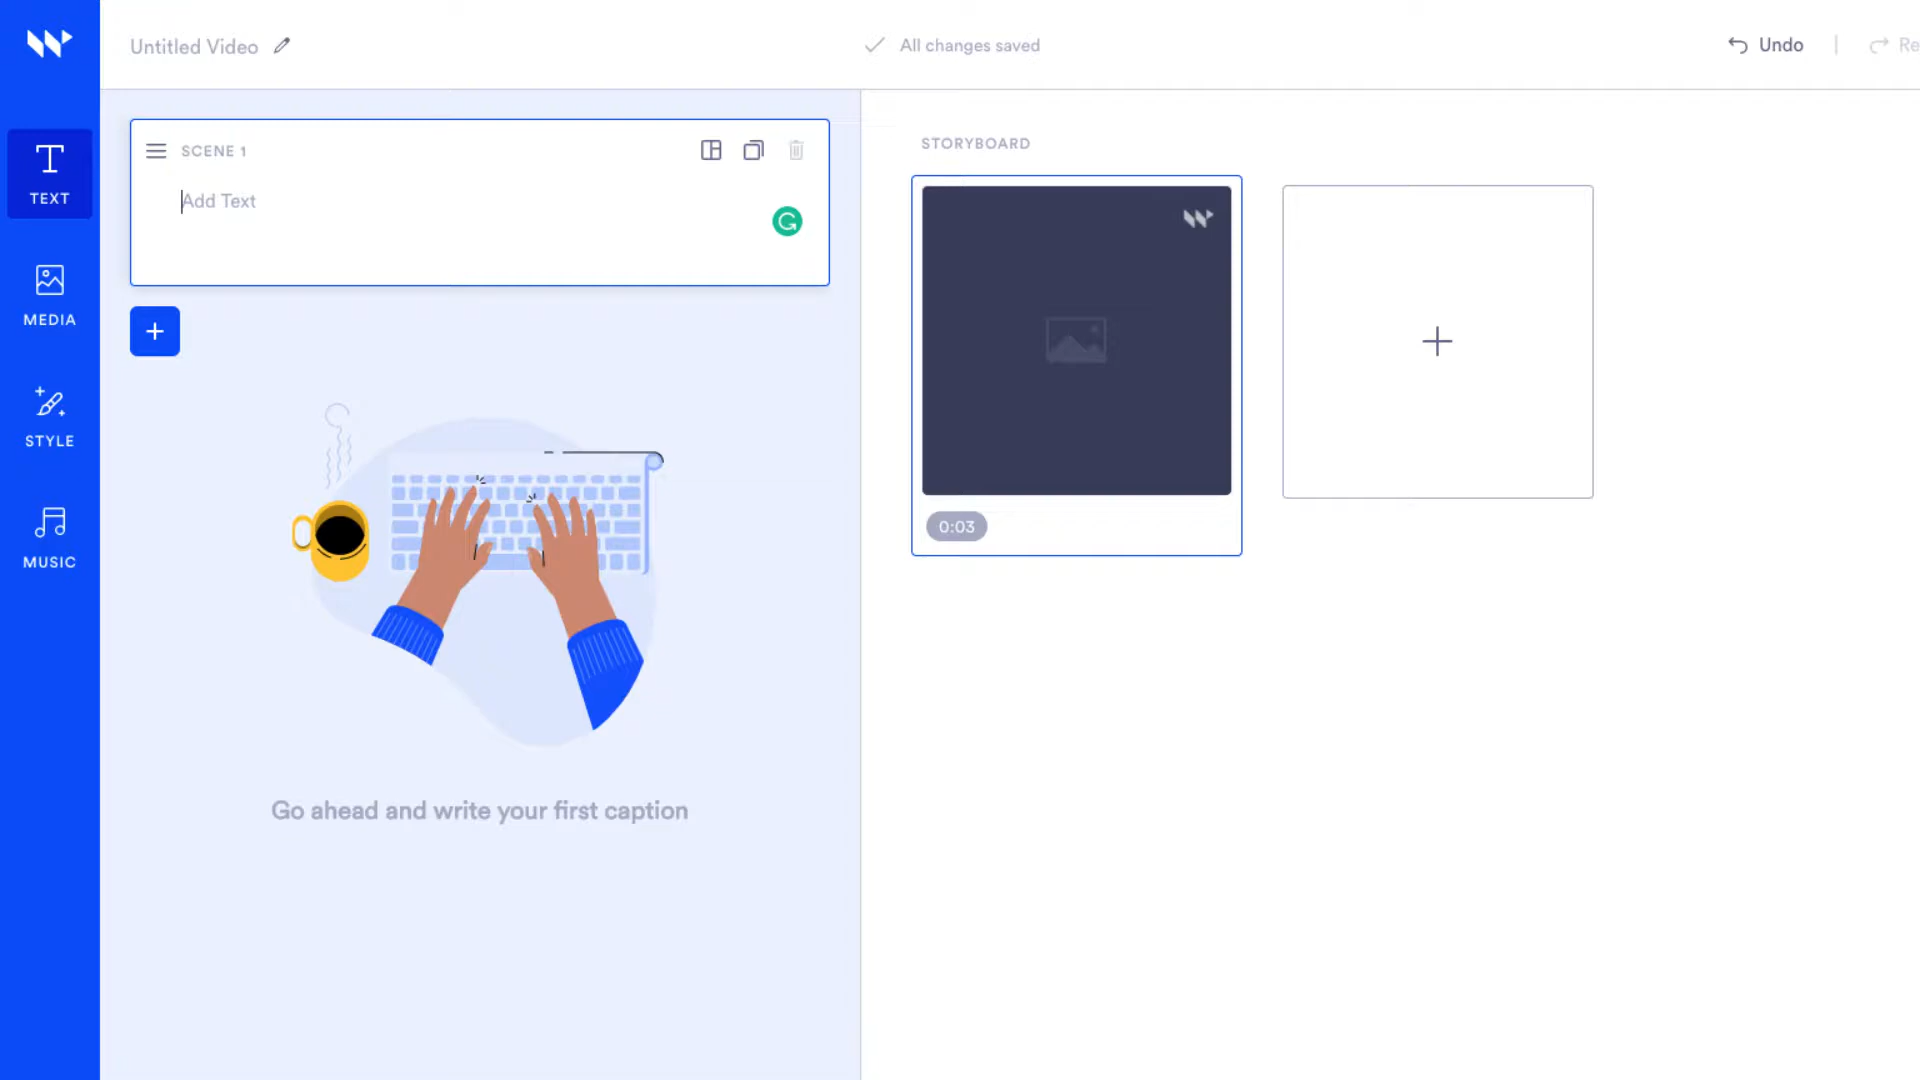 Untitled Video
All changes saved
Undo
Re
TEXT
MEDIA
STYLE
MUSIC
SCENE 1
Add Text
Go ahead and write your first caption
STORYBOARD
0:03